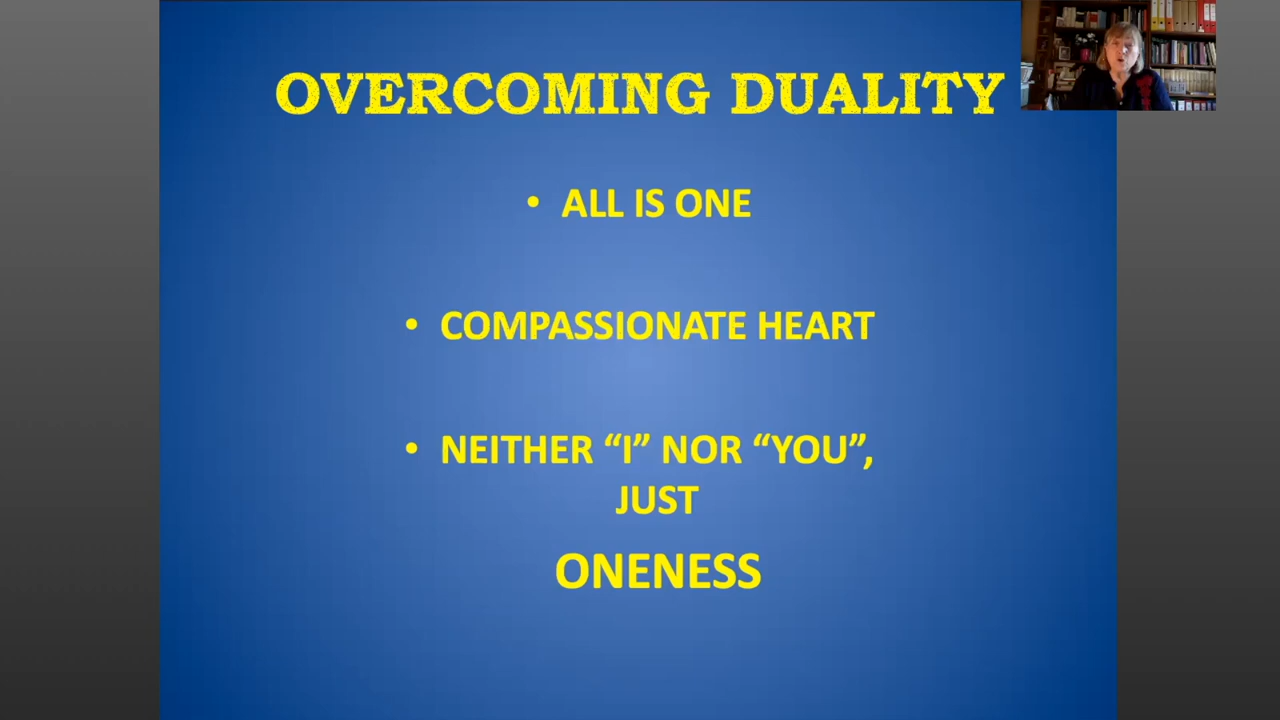 OVERCOMING DUALITY
• ALL IS ONE
• COMPASSIONATE HEART
• NEITHER “I” NOR “YOU”,
JUST
ONENESS